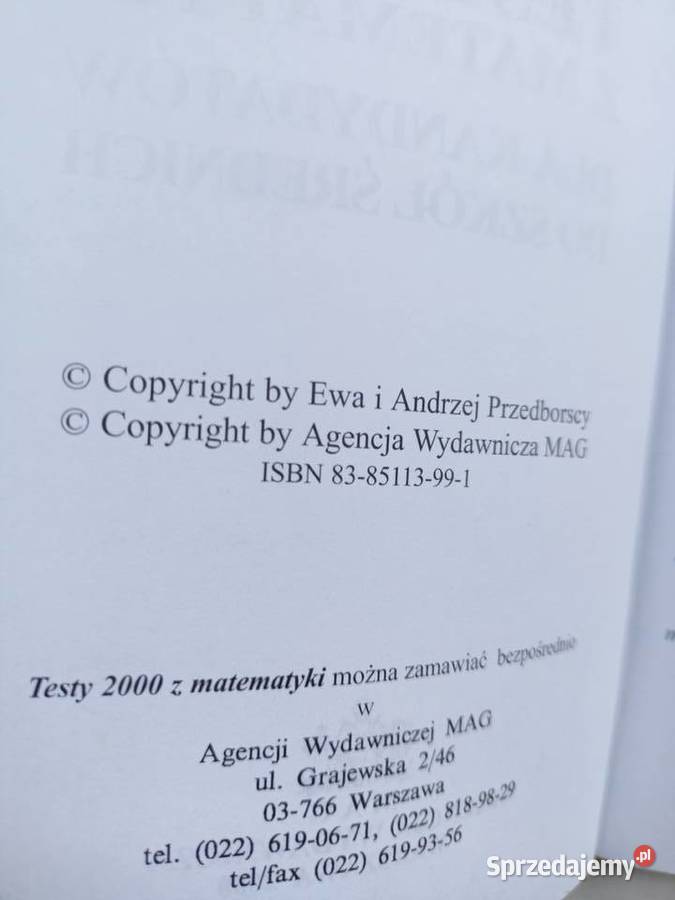 © Copyright by Ewa i Andrzej Przedborscy
© Copyright by Agencja Wydawnicza MAG
ISBN 83-85113-99-1
Testy 2000 z matematyki można zamawiać bezpośrednio
w
Agencji Wydawniczej MAG
ul. Grajewska 2/46
03-766 Warszawa
tel. (022) 619-06-71, (022) 818-98-29
tel/fax (022) 619-93-56
Sprzedajemy.pl